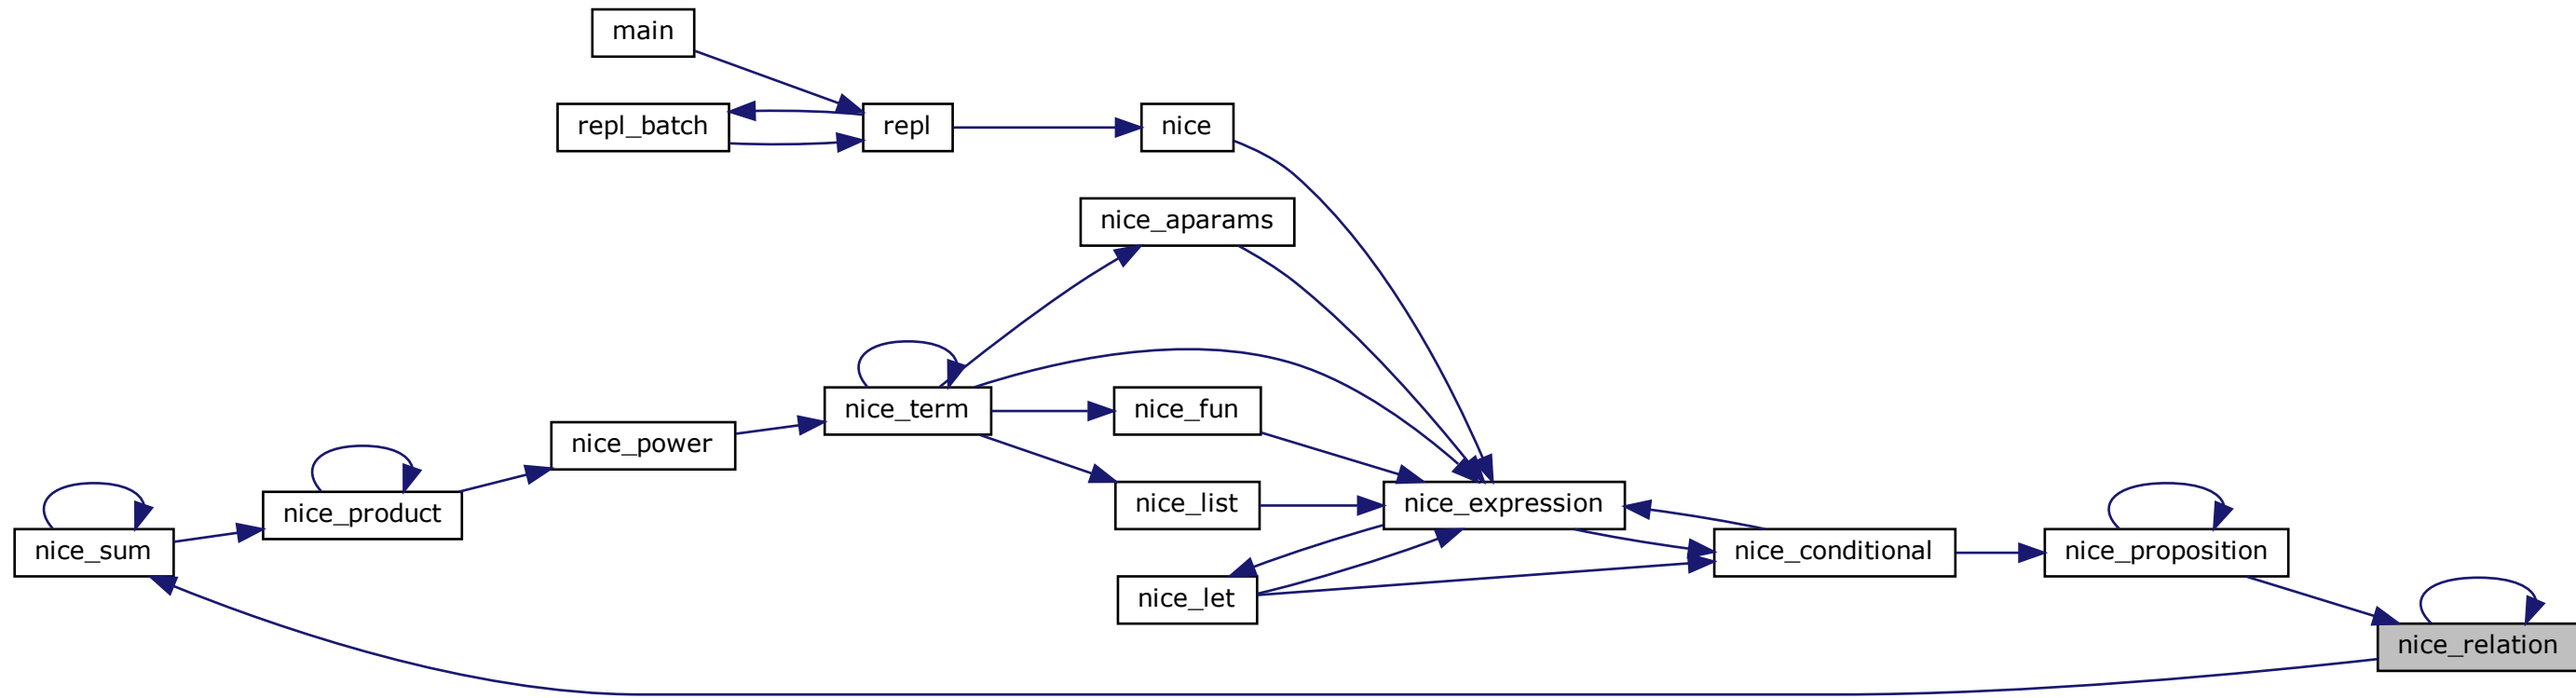 main
repl_batch
repl
nice
nice_aparams
nice_term
nice_fun
nice_power
nice_list
nice_expression
nice_product
nice_sum
nice_conditional
nice_proposition
nice_let
nice_relation